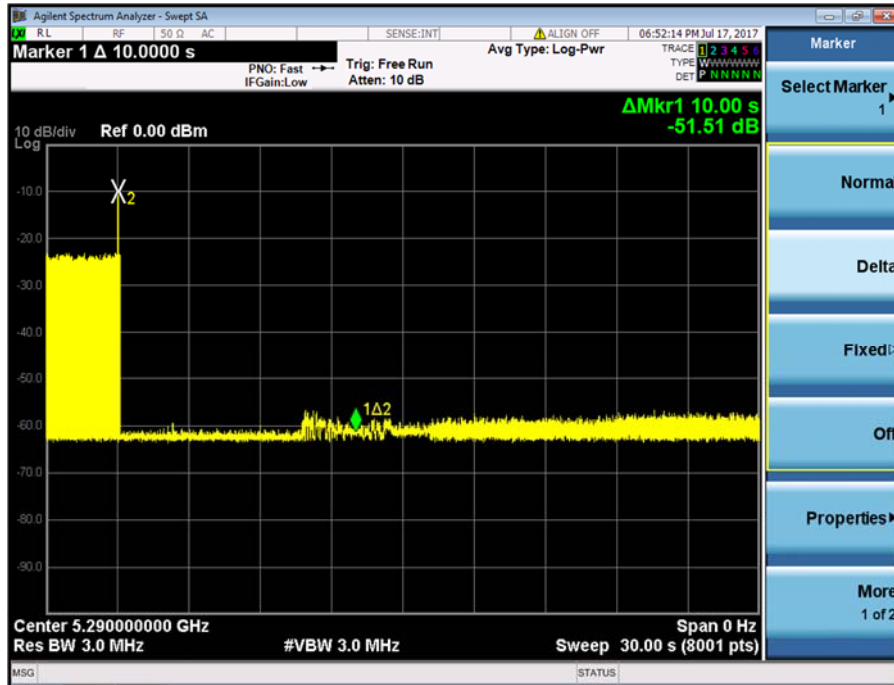 Agilent Spectrum Analyzer - Swept SA
RL RF 50 Ω AC SENSE:INT ALIGN OFF 06:52:14 PM Jul 17, 2017
Marker 1 Δ 10.0000 s
PNO: Fast
IFGain:Low
Trig: Free Run
Atten: 10 dB
Avg Type: Log-Pwr
TRACE 1 2 3 4 5 6
TYPE WWWWWW
DET P N N N N N
ΔMkr1 10.00 s
-51.51 dB
10 dB/div Ref 0.00 dBm
Log
-10.0
2
-20.0
-30.0
-40.0
-50.0
1Δ2
-60.0
-70.0
-80.0
-90.0
Center 5.290000000 GHz Span 0 Hz
Res BW 3.0 MHz #VBW 3.0 MHz Sweep 30.00 s (8001 pts)
MSG STATUS
Marker
Select Marker
1
Norma
Delta
Fixed
Off
Properties
More
1 of 2